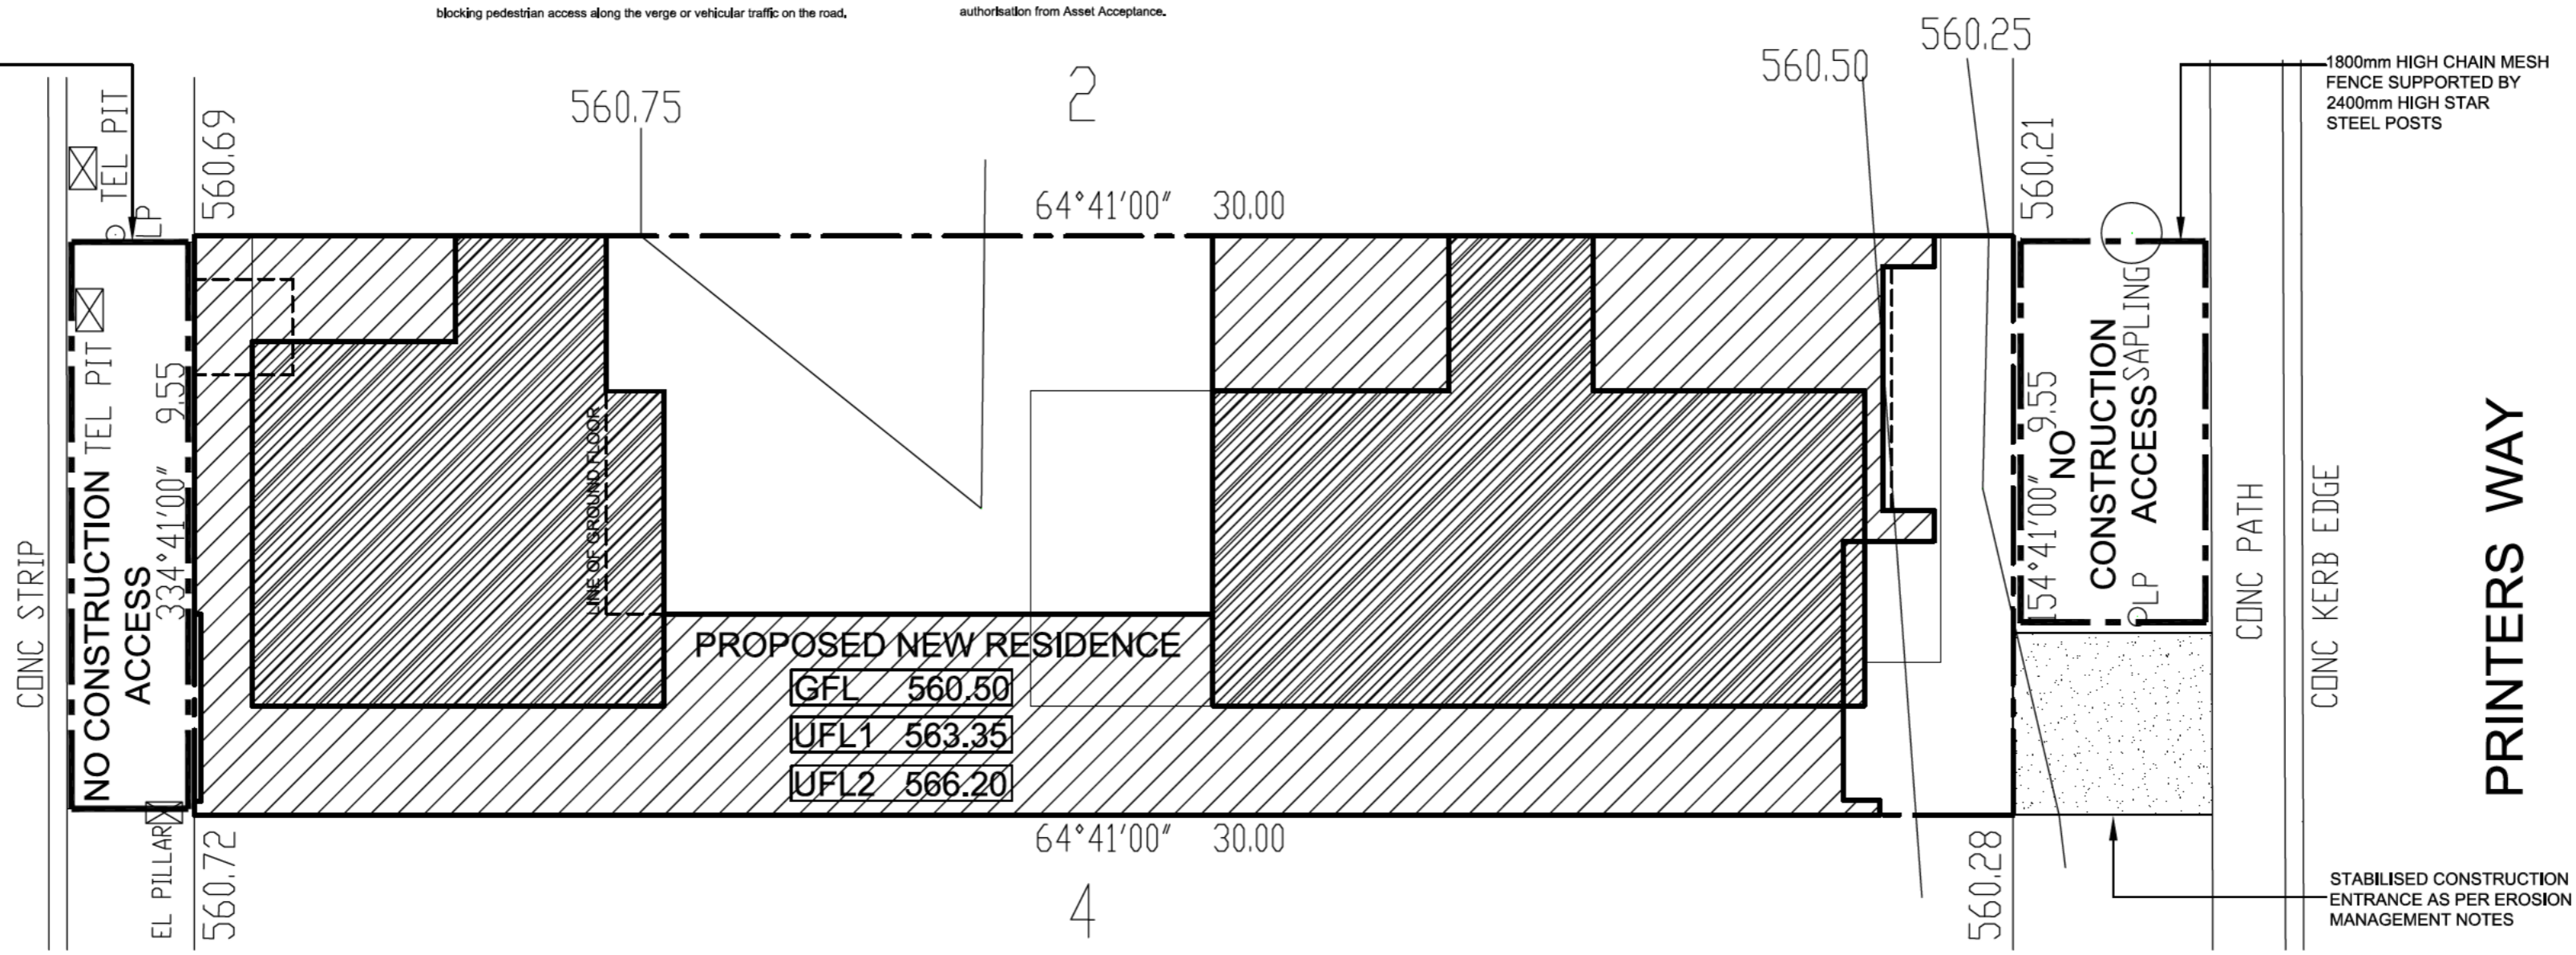 blocking pedestrian access along the verge or vehicular traffic on the road.
authorisation from Asset Acceptance.
560.25
560.50
1800mm HIGH CHAIN MESH
FENCE SUPPORTED BY
2400mm HIGH STAR
STEEL POSTS
2
560.75
TEL PIT
LP
560.69
64°41'00" 30.00
560.21
SAPLING
TEL PIT
334°41'00" 9.55
NO CONSTRUCTION
ACCESS
CONC STRIP
LINE OF GROUND FLOOR
154°41'00" 9.55
NO
CONSTRUCTION
ACCESS
LP
CONC PATH
CONC KERB EDGE
PRINTERS WAY
PROPOSED NEW RESIDENCE
GFL 560.50
UFL1 563.35
UFL2 566.20
EL PILLAR
560.72
64°41'00" 30.00
560.28
4
STABILISED CONSTRUCTION
ENTRANCE AS PER EROSION
MANAGEMENT NOTES